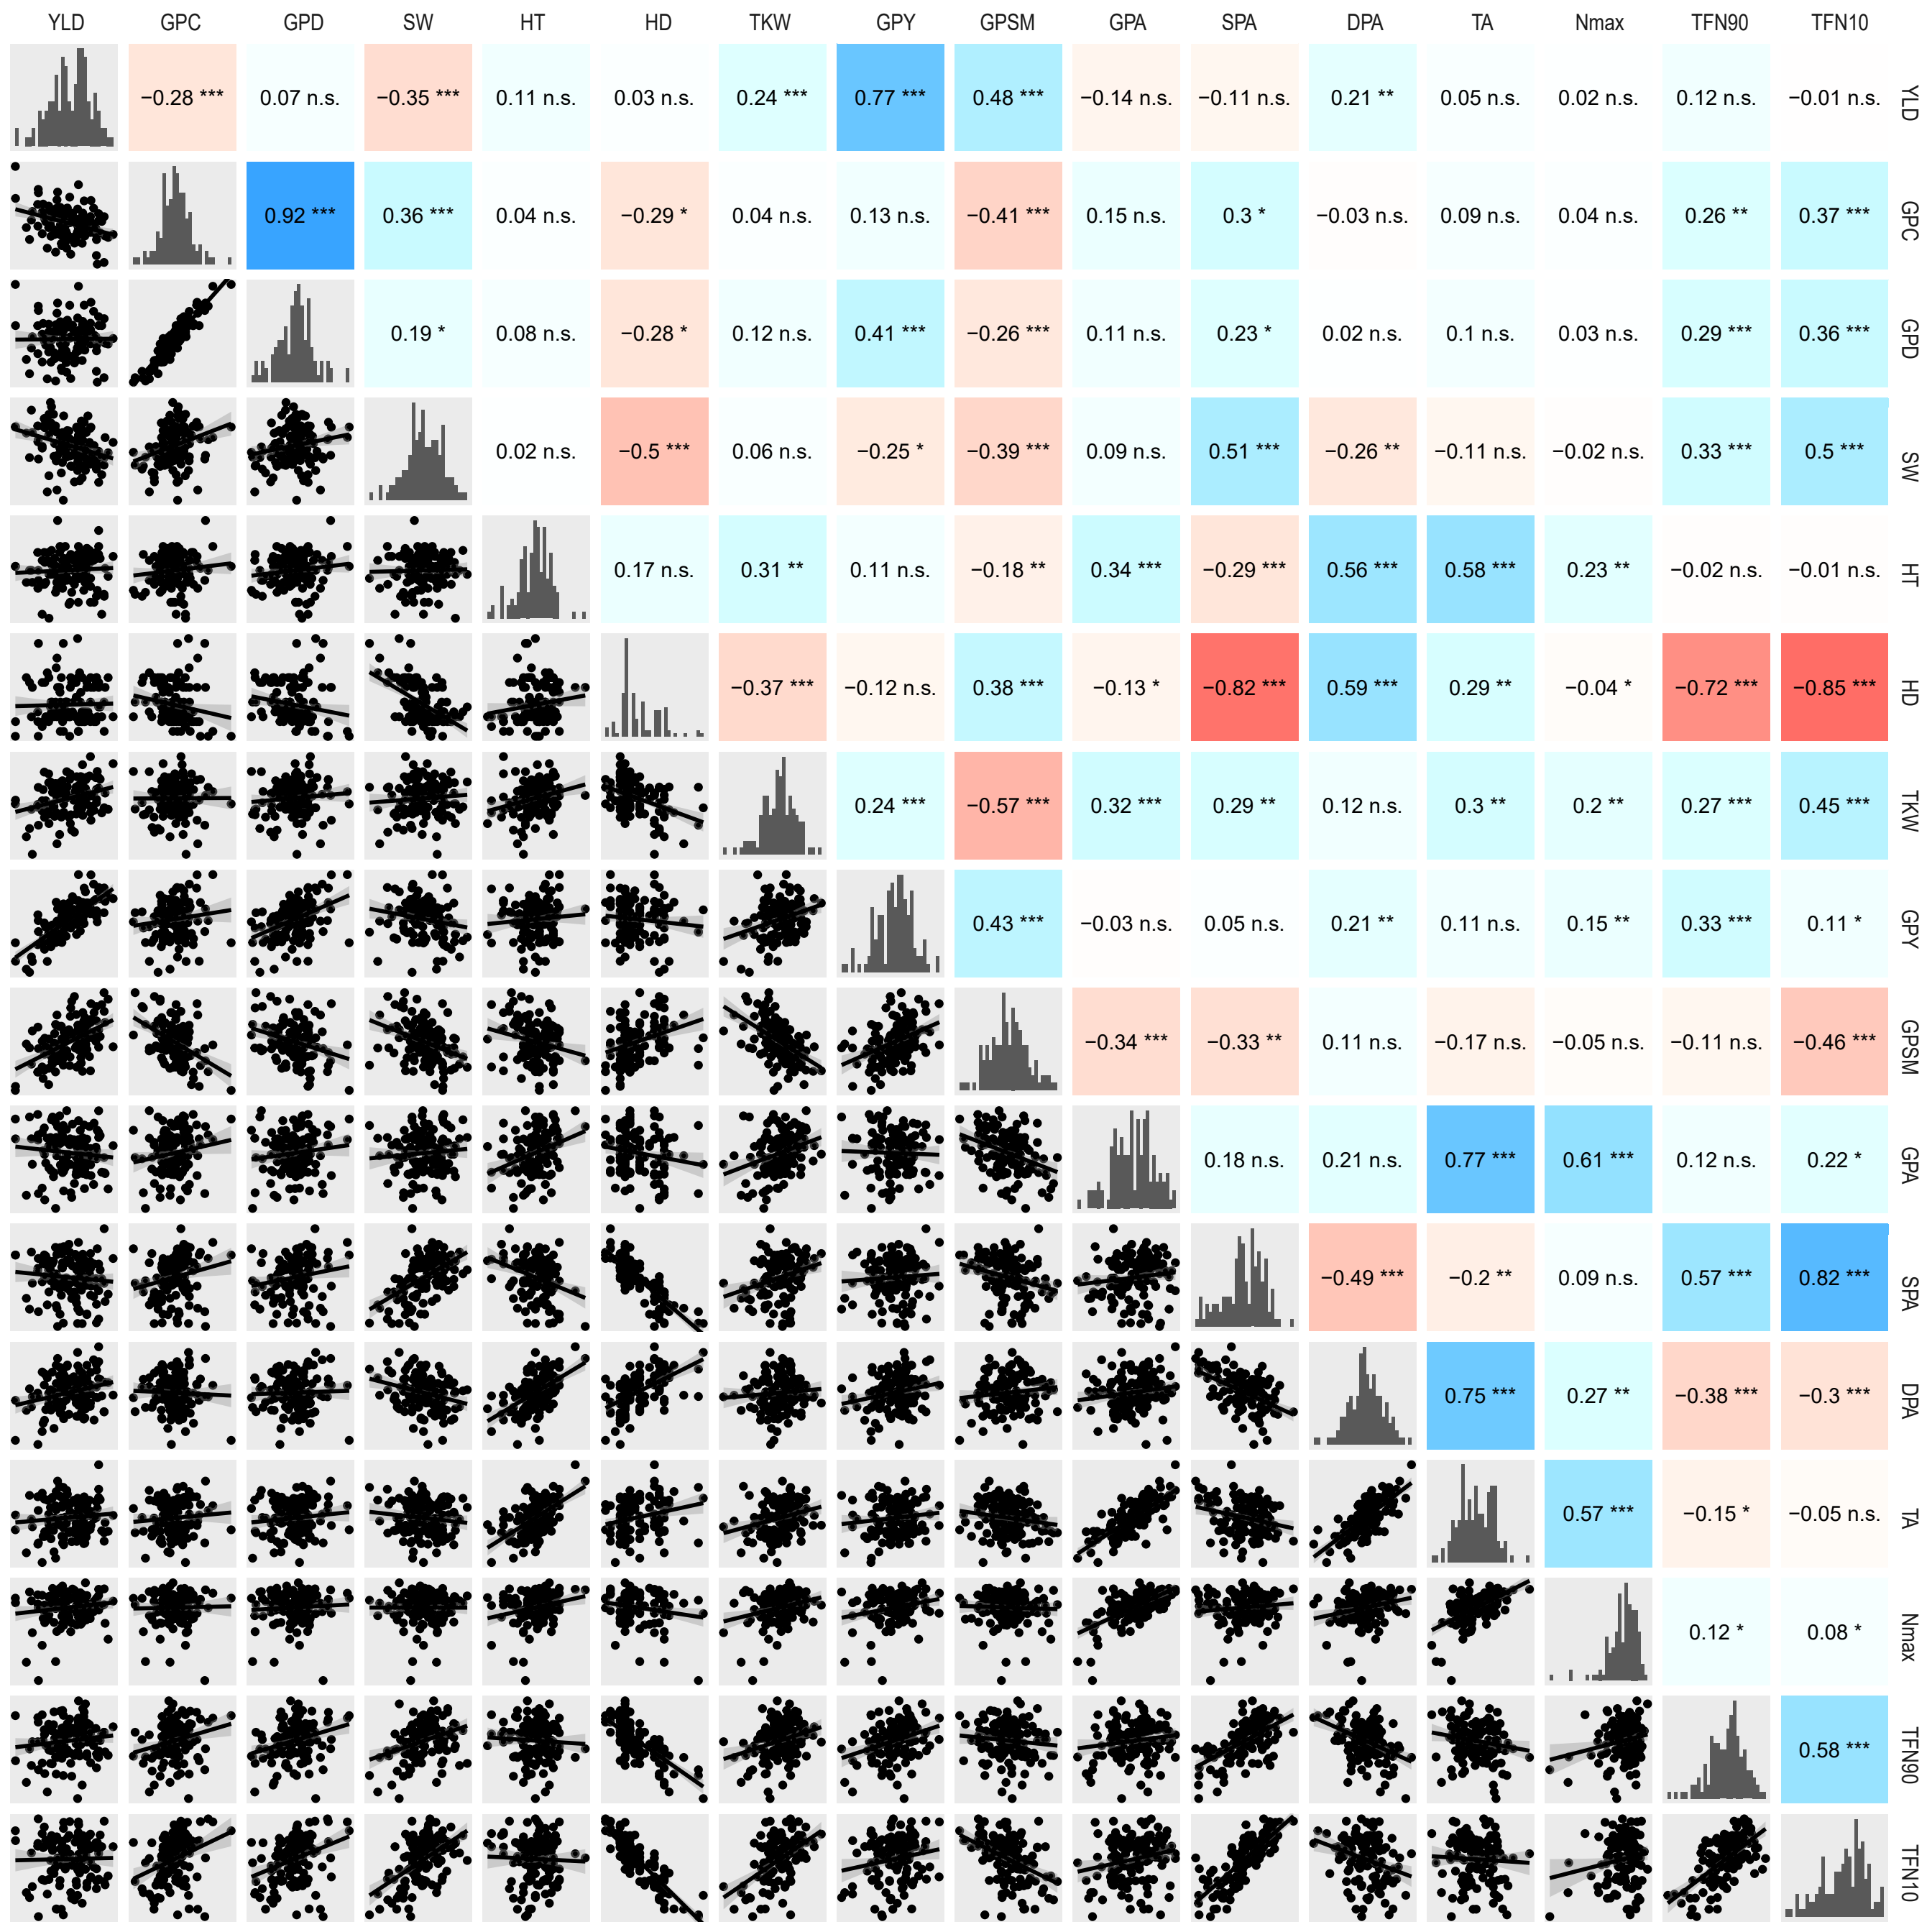 YLD GPC GPD SW HT HD TKW GPY GPSM GPA SPA DPA TA Nmax TFN90 TFN10
−0.28 *** 0.07 n.s. −0.35 *** 0.11 n.s. 0.03 n.s. 0.24 *** 0.77 *** 0.48 *** −0.14 n.s. −0.11 n.s. 0.21 ** 0.05 n.s. 0.02 n.s. 0.12 n.s. −0.01 n.s. YLD
0.92 *** 0.36 *** 0.04 n.s. −0.29 * 0.04 n.s. 0.13 n.s. −0.41 *** 0.15 n.s. 0.3 * −0.03 n.s. 0.09 n.s. 0.04 n.s. 0.26 ** 0.37 *** GPC
0.19 * 0.08 n.s. −0.28 * 0.12 n.s. 0.41 *** −0.26 *** 0.11 n.s. 0.23 * 0.02 n.s. 0.1 n.s. 0.03 n.s. 0.29 *** 0.36 *** GPD
0.02 n.s. −0.5 *** 0.06 n.s. −0.25 * −0.39 *** 0.09 n.s. 0.51 *** −0.26 ** −0.11 n.s. −0.02 n.s. 0.33 *** 0.5 *** SW
0.17 n.s. 0.31 ** 0.11 n.s. −0.18 ** 0.34 *** −0.29 *** 0.56 *** 0.58 *** 0.23 ** −0.02 n.s. −0.01 n.s. HT
−0.37 *** −0.12 n.s. 0.38 *** −0.13 * −0.82 *** 0.59 *** 0.29 ** −0.04 * −0.72 *** −0.85 *** HD
0.24 *** −0.57 *** 0.32 *** 0.29 ** 0.12 n.s. 0.3 ** 0.2 ** 0.27 *** 0.45 *** TKW
0.43 *** −0.03 n.s. 0.05 n.s. 0.21 ** 0.11 n.s. 0.15 ** 0.33 *** 0.11 * GPY
−0.34 *** −0.33 ** 0.11 n.s. −0.17 n.s. −0.05 n.s. −0.11 n.s. −0.46 *** GPSM
0.18 n.s. 0.21 n.s. 0.77 *** 0.61 *** 0.12 n.s. 0.22 * GPA
−0.49 *** −0.2 ** 0.09 n.s. 0.57 *** 0.82 *** SPA
0.75 *** 0.27 ** −0.38 *** −0.3 *** DPA
0.57 *** −0.15 * −0.05 n.s. TA
0.12 * 0.08 * Nmax
0.58 *** TFN90
TFN10